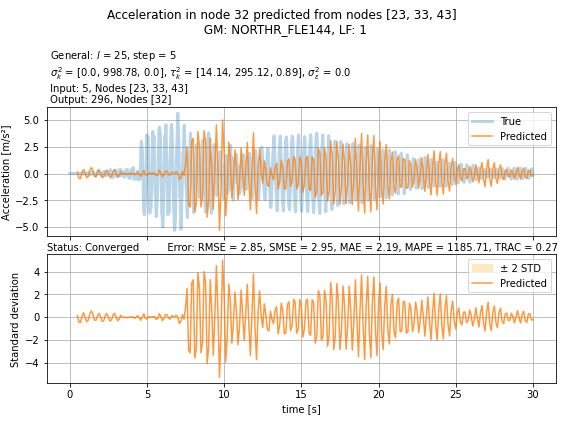 Acceleration in node 32 predicted from nodes [23, 33, 43]
GM: NORTHR_FLE144, LF: 1
General: l = 25, step = 5
σ²ₖ = [0.0, 998.78, 0.0], τ²ₖ = [14.14, 295.12, 0.89], σ²ε = 0.0
Input: 5, Nodes [23, 33, 43]
Output: 296, Nodes [32]
Acceleration [m/s²]
5.0
2.5
0.0
−2.5
−5.0
True
Predicted
Status: Converged
Error: RMSE = 2.85, SMSE = 2.95, MAE = 2.19, MAPE = 1185.71, TRAC = 0.27
Standard deviation
4
2
0
−2
−4
± 2 STD
Predicted
0 5 10 15 20 25 30
time [s]